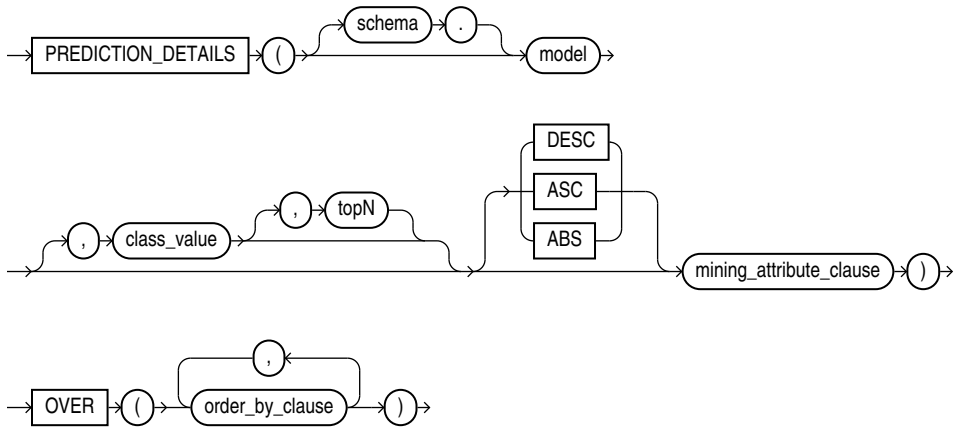 schema .
PREDICTION_DETAILS ( model
DESC
, topN ASC
, class_value ABS
mining_attribute_clause )
,
OVER ( order_by_clause )